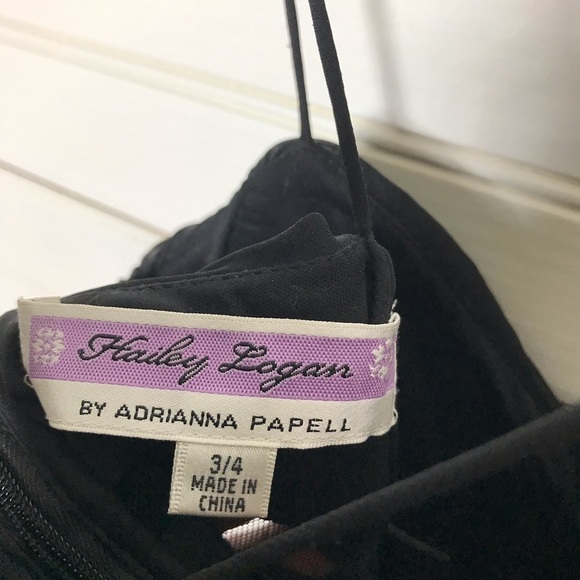 Hailey Logan
BY ADRIANNA PAPELL
3/4
MADE IN
CHINA